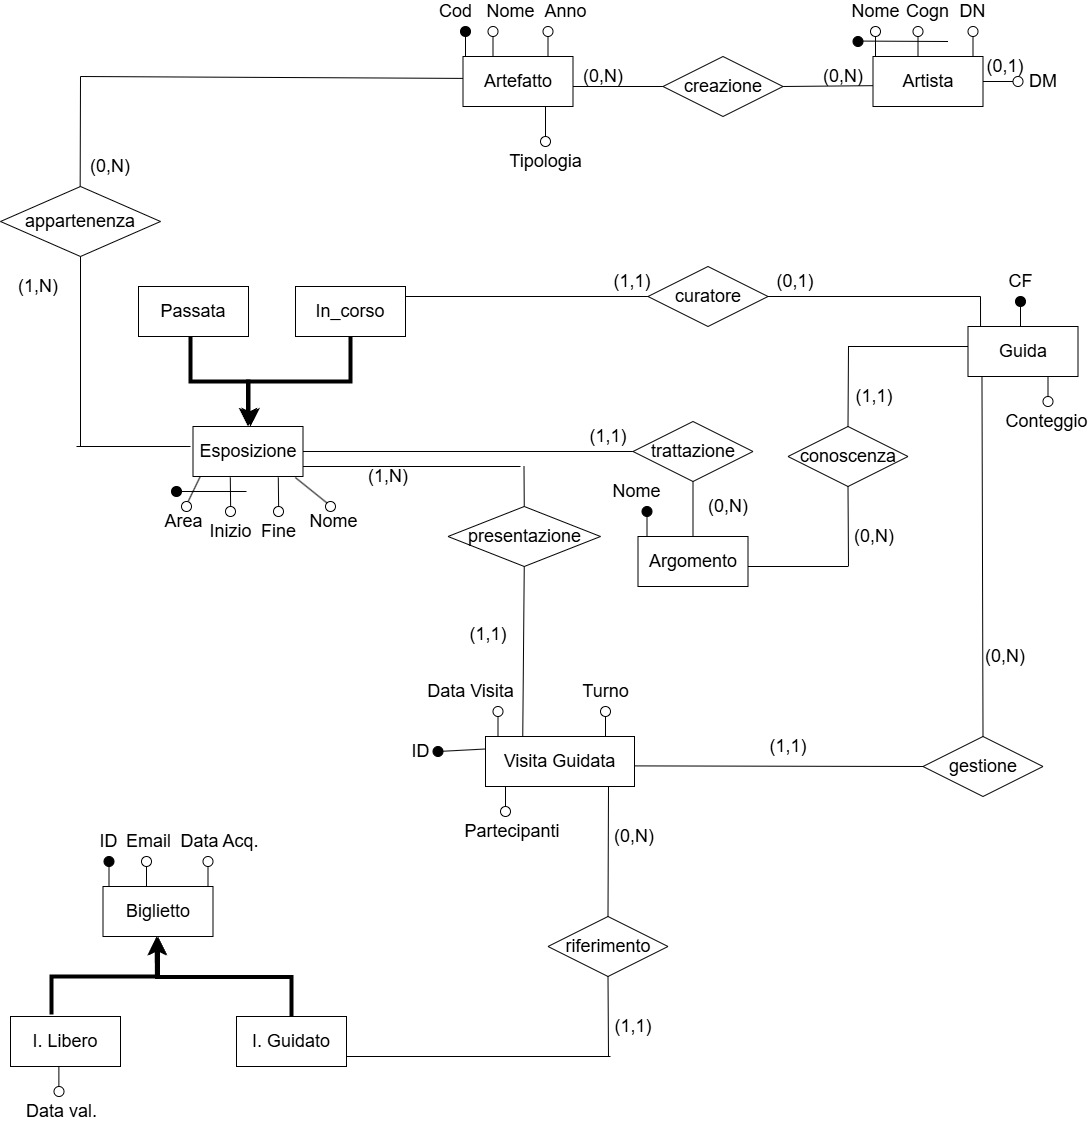 Cod Nome Anno
Nome Cogn DN
Artefatto
(0,N)
creazione
(0,N)
Artista
(0,1)
DM
Tipologia
(0,N)
appartenenza
(1,N)
Passata
In_corso
(1,1)
curatore
(0,1)
CF
Guida
Conteggio
(1,1)
conoscenza
(0,N)
Esposizione
(1,1)
trattazione
(0,N)
(1,N)
Area
Inizio
Fine
Nome
Nome
Argomento
presentazione
(1,1)
(0,N)
Data Visita
Turno
ID
Visita Guidata
(1,1)
gestione
Partecipanti
(0,N)
ID Email Data Acq.
Biglietto
riferimento
(1,1)
I. Libero
I. Guidato
Data val.